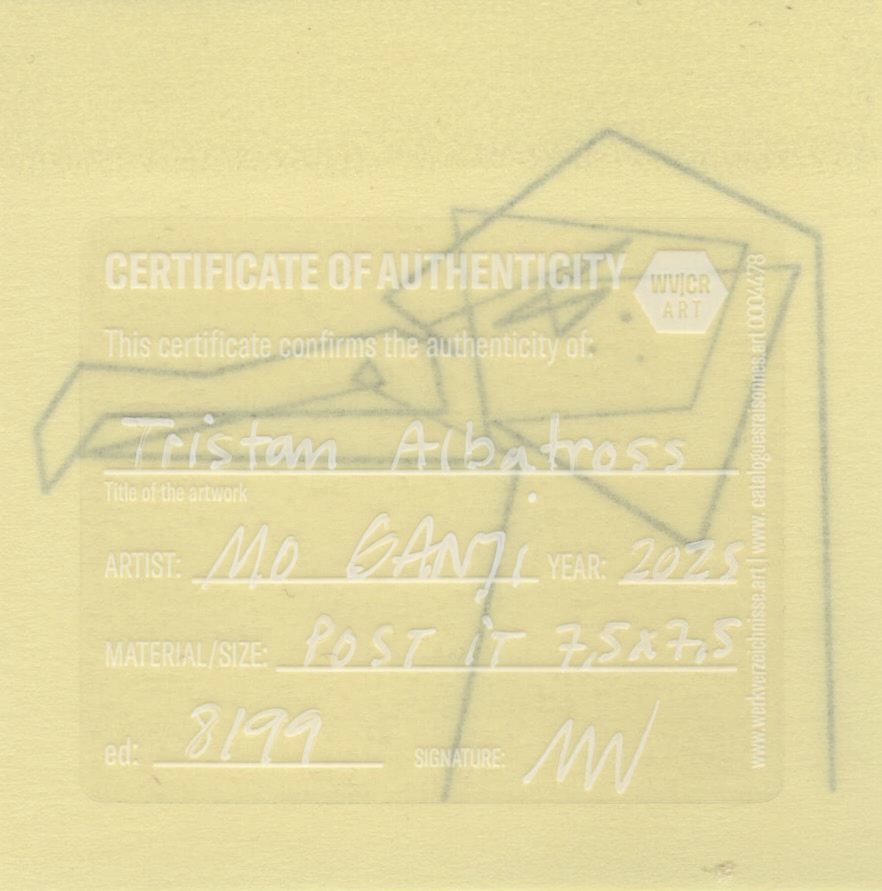 CERTIFICATE OF AUTHENTICITY
WV|CR
ART
This certificate confirms the authenticity of:
Tristan Albatross
Title of the artwork
ARTIST: MO GANJi YEAR: 2025
MATERIAL/SIZE: POST iT 7,5x7,5
ed: 8/99 SIGNATURE:
www.werkverzeichnisse.art | www.cataloguesraisonnes.art | 0004478